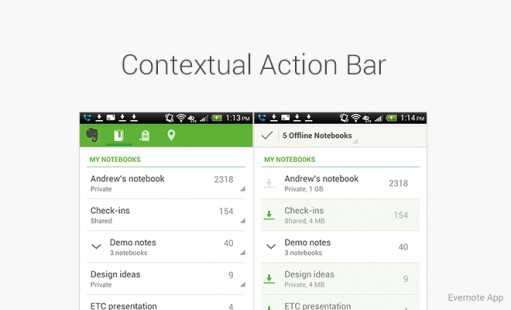 Contextual Action Bar
1:13 PM
MY NOTEBOOKS
Andrew's notebook
Private
2318
Check-ins
Shared
154
Demo notes
3 notebooks
40
Design ideas
Private
9
ETC presentation
4
1:14 PM
5 Offline Notebooks
MY NOTEBOOKS
Andrew's notebook
Private, 1 GB
2318
Check-ins
Shared, 4 MB
154
Demo notes
3 notebooks
40
Design ideas
Private, 4 MB
9
ETC presentation
4
Evernote App